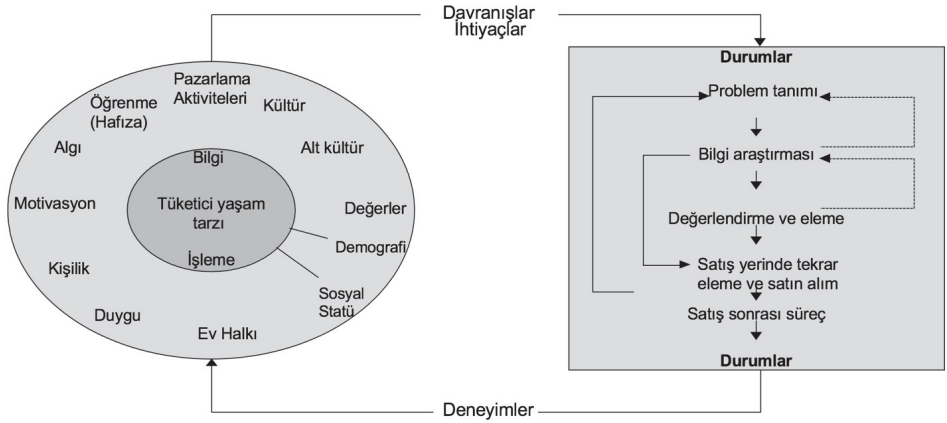 Davranışlar
İhtiyaçlar
Pazarlama
Aktiviteleri
Öğrenme
(Hafıza)
Kültür
Algı
Alt kültür
Bilgi
Motivasyon
Tüketici yaşam
tarzı
Değerler
Demografi
İşleme
Kişilik
Sosyal
Statü
Duygu
Ev Halkı
Durumlar
Problem tanımı
Bilgi araştırması
Değerlendirme ve eleme
Satış yerinde tekrar
eleme ve satın alım
Satış sonrası süreç
Durumlar
Deneyimler